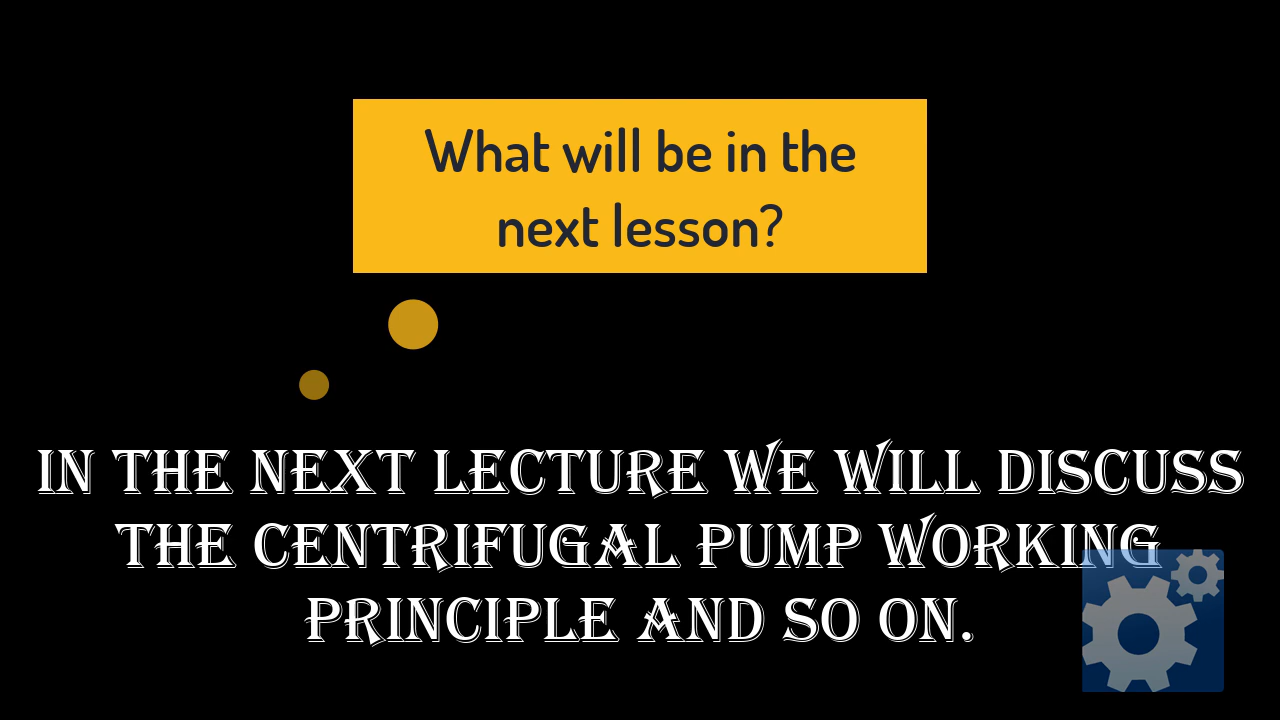 What will be in the
next lesson?
IN THE NEXT LECTURE WE WILL DISCUSS
THE CENTRIFUGAL PUMP WORKING
PRINCIPLE AND SO ON.